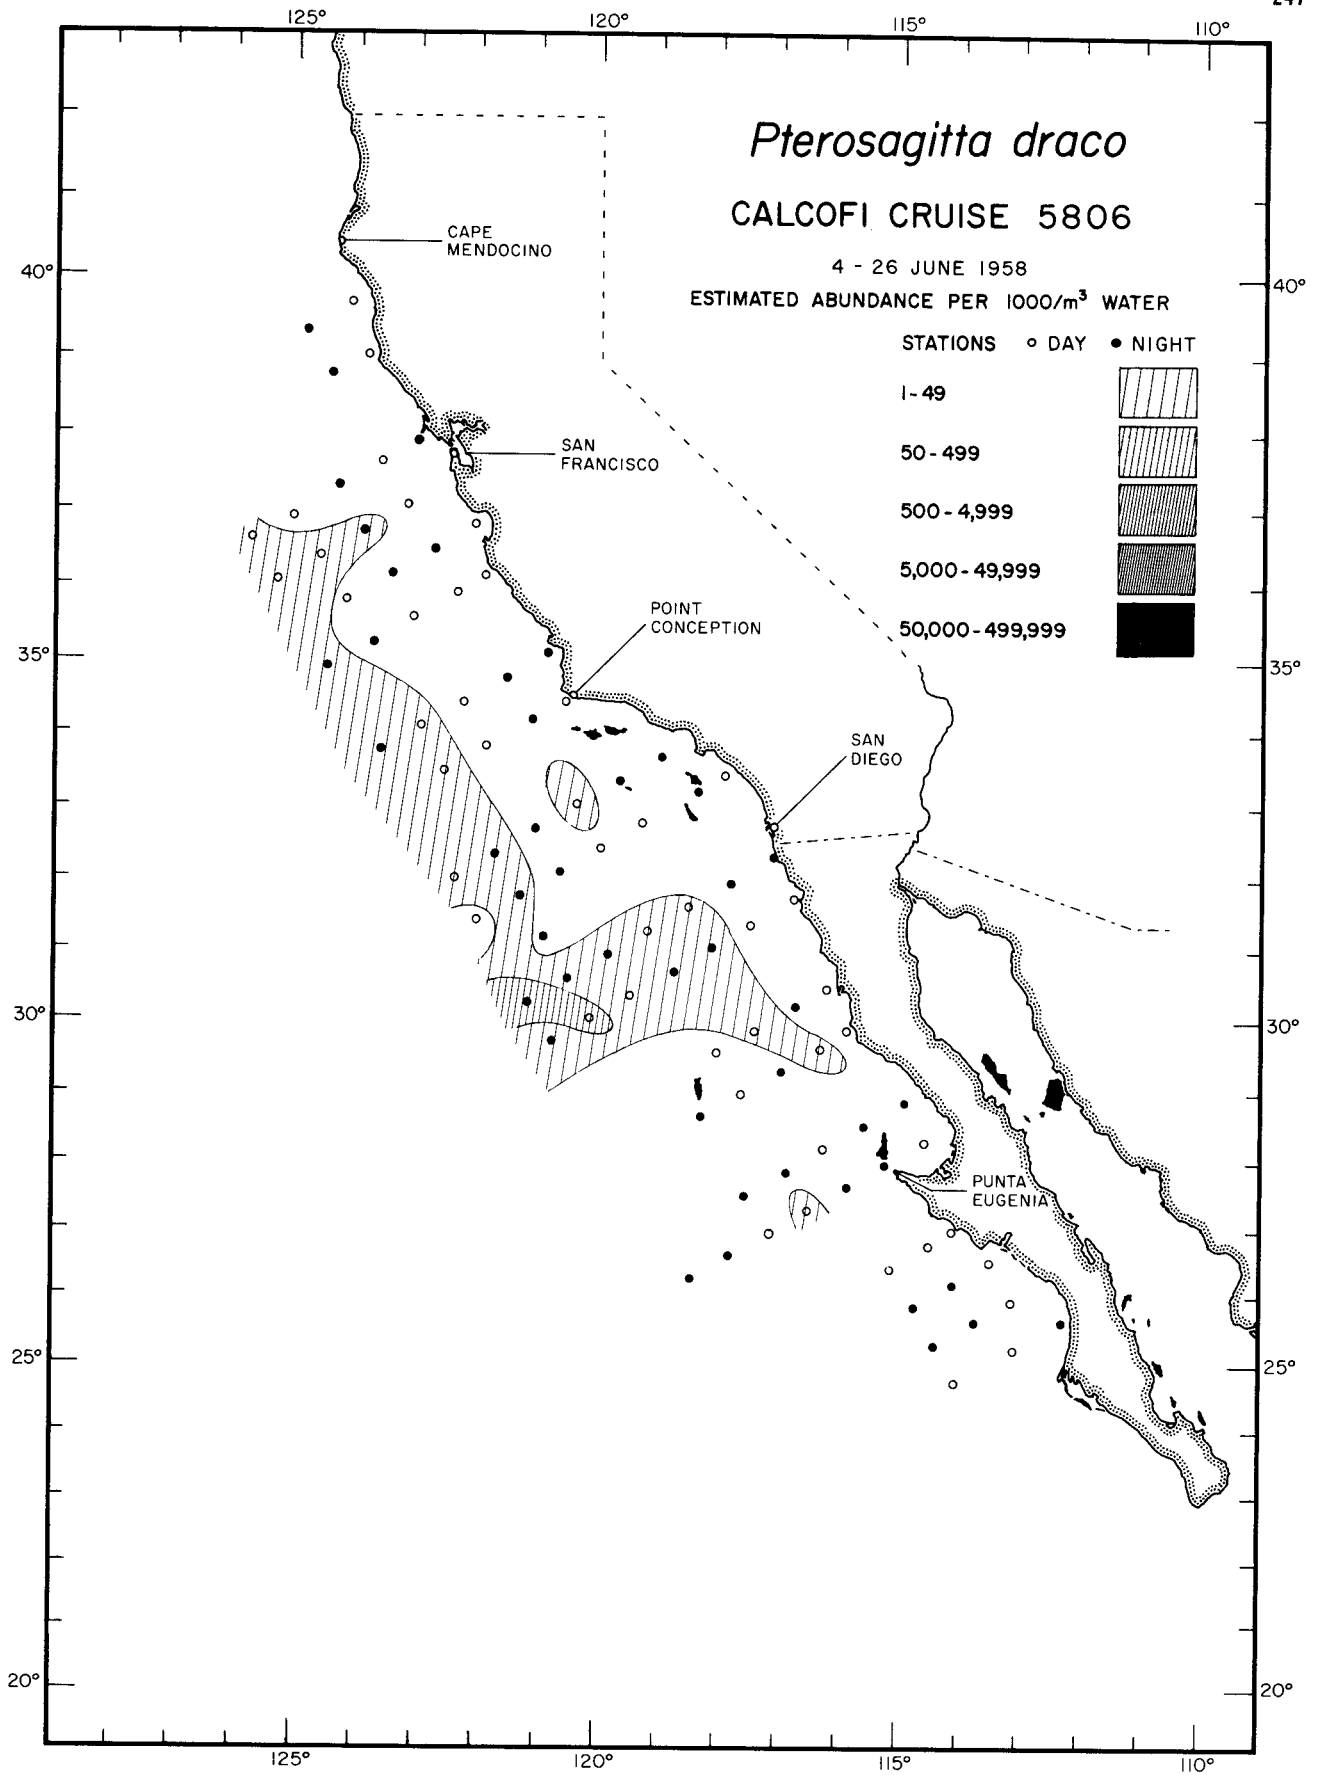 247
125° 120° 115° 110°
Pterosagitta draco
CALCOFI CRUISE 5806
4 - 26 JUNE 1958
ESTIMATED ABUNDANCE PER 1000/m³ WATER
STATIONS ○ DAY ● NIGHT
1-49
50-499
500-4,999
5,000-49,999
50,000-499,999
CAPE
MENDOCINO
40° 40°
SAN
FRANCISCO
POINT
CONCEPTION
35° 35°
SAN
DIEGO
30° 30°
PUNTA
EUGENIA
25° 25°
20° 20°
125° 120° 115° 110°